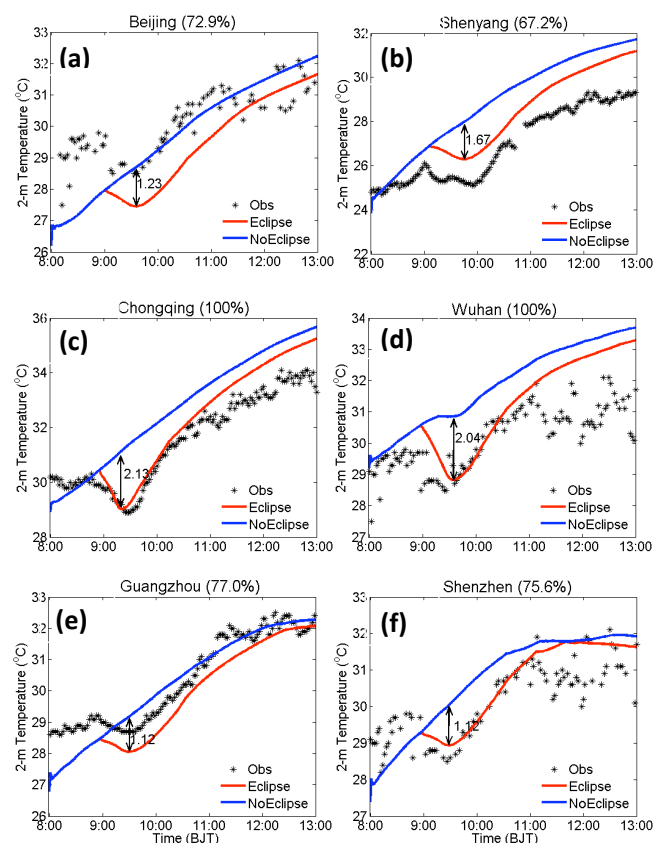 Beijing (72.9%)
(a)
2-m Temperature (°C)
33
32
31
30
29
28
27
26
1.23
Obs
Eclipse
NoEclipse
8:00 9:00 10:00 11:00 12:00 13:00
Shenyang (67.2%)
(b)
2-m Temperature (°C)
32
30
28
26
24
22
1.67
Obs
Eclipse
NoEclipse
8:00 9:00 10:00 11:00 12:00 13:00
Chongqing (100%)
(c)
2-m Temperature (°C)
36
34
32
30
28
2.13
Obs
Eclipse
NoEclipse
8:00 9:00 10:00 11:00 12:00 13:00
Wuhan (100%)
(d)
2-m Temperature (°C)
34
33
32
31
30
29
28
27
2.04
Obs
Eclipse
NoEclipse
8:00 9:00 10:00 11:00 12:00 13:00
Guangzhou (77.0%)
(e)
2-m Temperature (°C)
33
32
31
30
29
28
27
26
1.12
Obs
Eclipse
NoEclipse
8:00 9:00 10:00 11:00 12:00 13:00
Time (BJT)
Shenzhen (75.6%)
(f)
2-m Temperature (°C)
33
32
31
30
29
28
27
1.12
Obs
Eclipse
NoEclipse
8:00 9:00 10:00 11:00 12:00 13:00
Time (BJT)